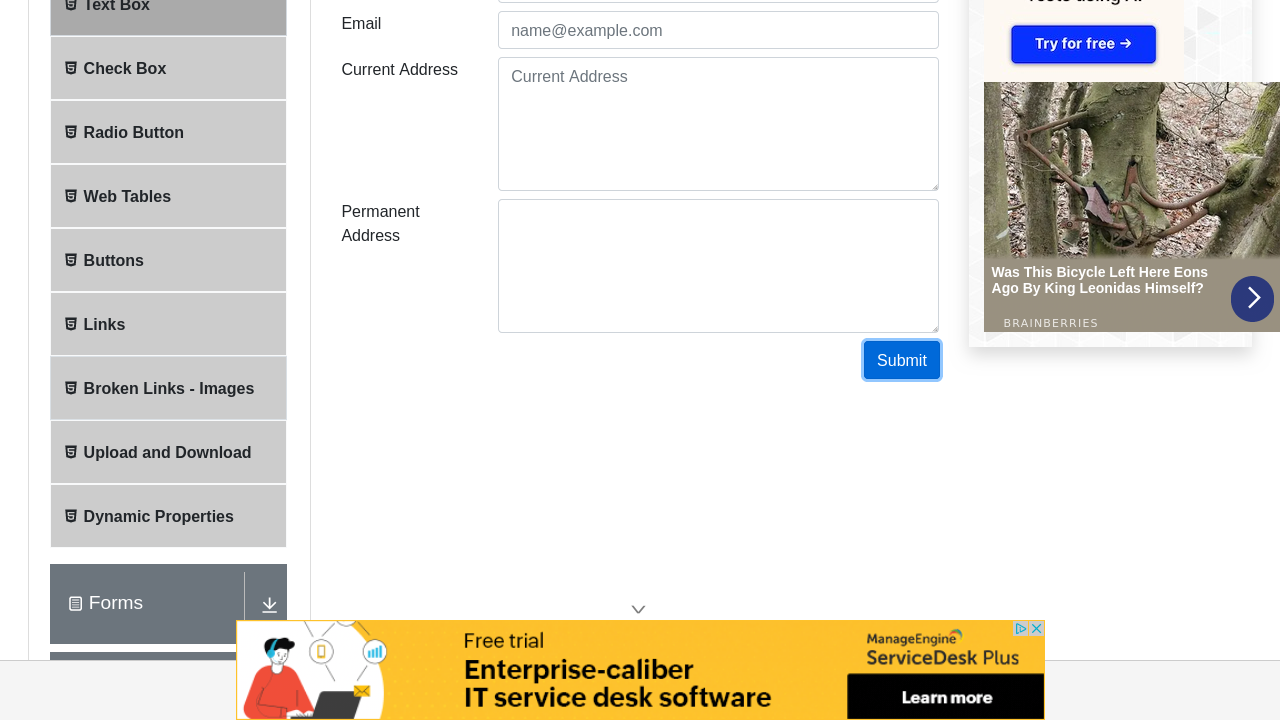 Text Box
Check Box
Radio Button
Web Tables
Buttons
Links
Broken Links - Images
Upload and Download
Dynamic Properties
Forms
Email
name@example.com
Current Address
Current Address
Permanent
Address
Submit
Try for free →
Was This Bicycle Left Here Eons
Ago By King Leonidas Himself?
BRAINBERRIES
Free trial
Enterprise-caliber
IT service desk software
ManageEngine
ServiceDesk Plus
Learn more